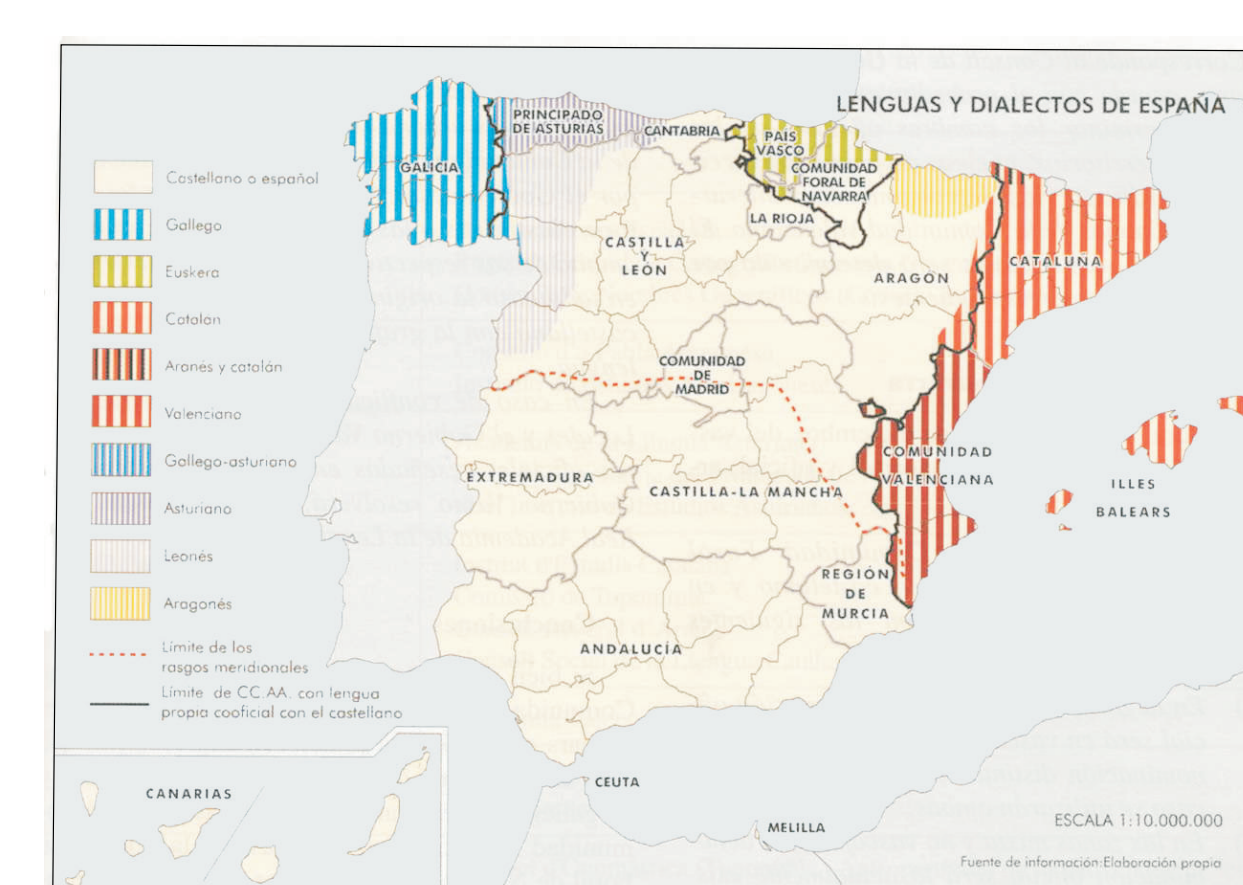 LENGUAS Y DIALECTOS DE ESPAÑA
Castellano o español
Gallego
Euskera
Catalan
Aranés y catalán
Valenciano
Gallego-asturiano
Asturiano
Leonés
Aragonés
Límite de los
rasgos meridionales
Límite de CC.AA. con lengua
propia cooficial con el castellano
GALICIA
PRINCIPADO
DE ASTURIAS
CANTABRIA
PAÍS
VASCO
COMUNIDAD
FORAL DE
NAVARRA
LA RIOJA
CASTILLA
Y
LEÓN
ARAGÓN
CATALUÑA
COMUNIDAD
DE
MADRID
EXTREMADURA
CASTILLA-LA MANCHA
COMUNIDAD
VALENCIANA
ILLES
BALEARS
REGIÓN
DE
MURCIA
ANDALUCÍA
CANARIAS
CEUTA
MELILLA
ESCALA 1:10.000.000
Fuente de información:Elaboración propia